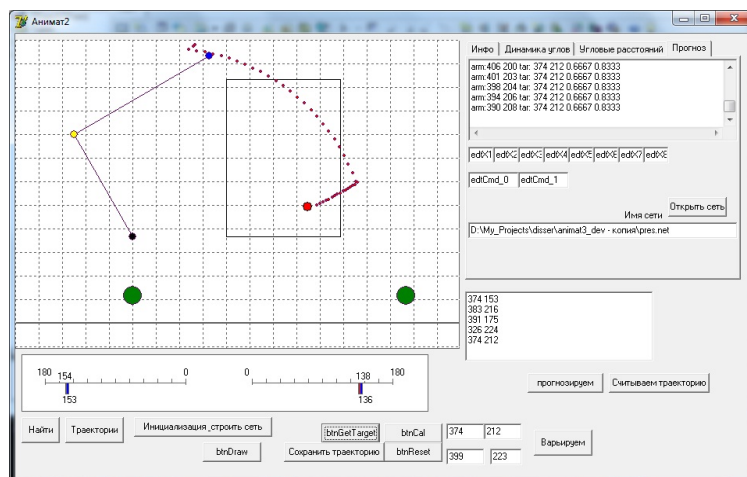 Анимат2
Инфо Динамика углов Угловые расстояний Прогноз
arm:406 200 tar: 374 212 0.6667 0.8333
arm:401 203 tar: 374 212 0.6667 0.8333
arm:398 204 tar: 374 212 0.6667 0.8333
arm:394 206 tar: 374 212 0.6667 0.8333
arm:390 208 tar: 374 212 0.6667 0.8333
edtX1 edtX2 edtX3 edtX4 edtX5 edtX6 edtX7 edtX8
edtCmd_0 edtCmd_1
Открыть сеть
Имя сети
D:\My_Projects\disser\animat3_dev - копия\pres.net
374 153
383 216
391 175
326 224
374 212
180 154 0 0 138 180
153 136
прогнозируем Считываем траекторию
Найти Траектории Инициализация_строить сеть btnGetTarget btnCal 374 212
Варьируем
btnDraw Сохранить траекторию btnReset 399 223